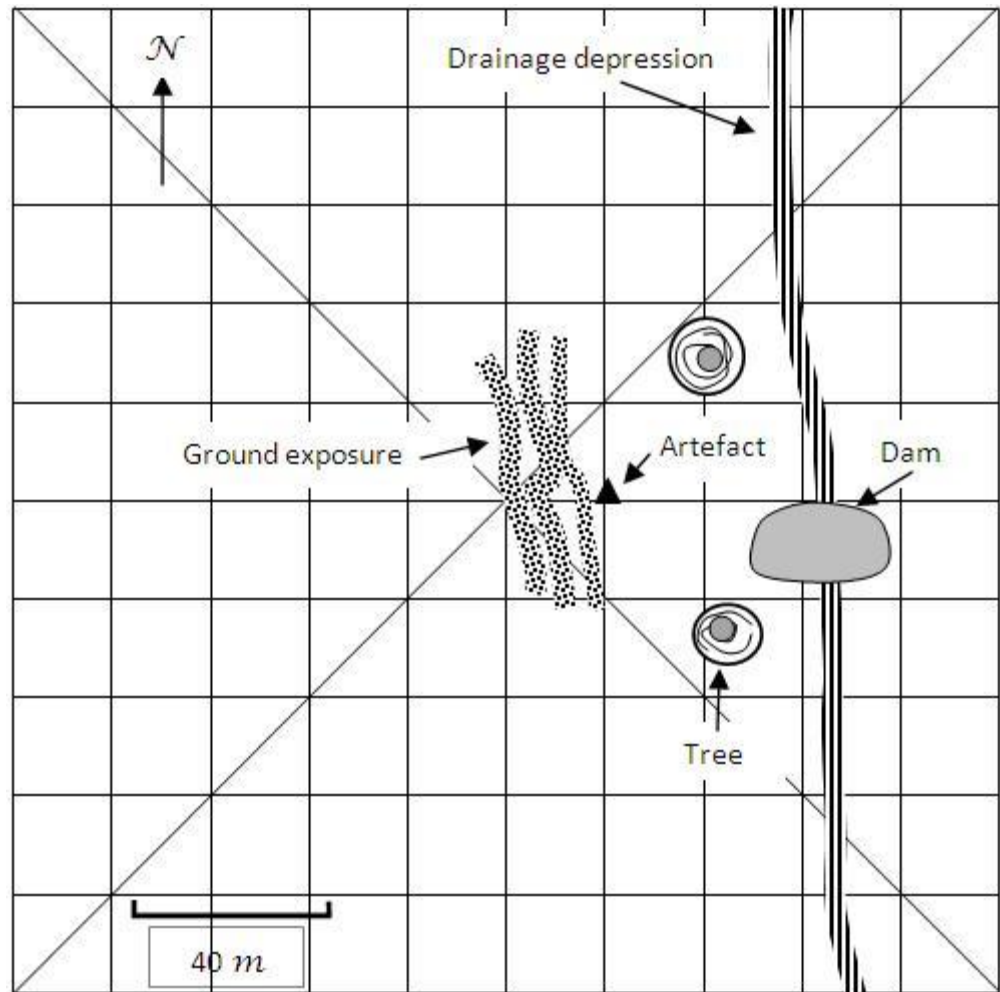 Drainage depression
N
Ground exposure
Artefact
Dam
Tree
40 m